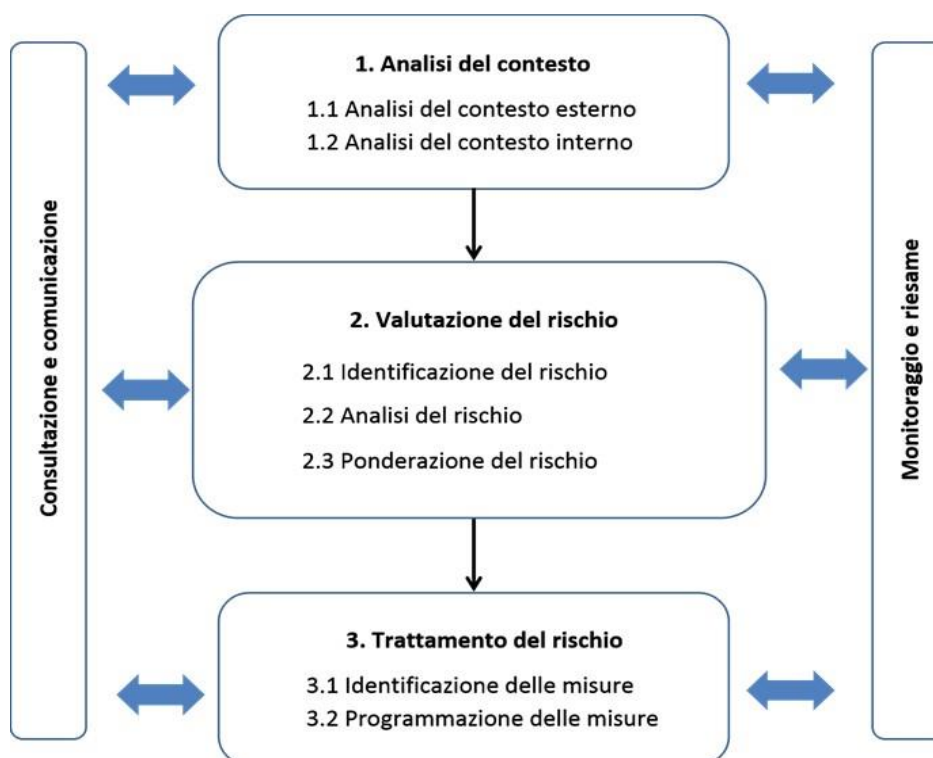 Consultazione e comunicazione
1. Analisi del contesto
1.1 Analisi del contesto esterno
1.2 Analisi del contesto interno
2. Valutazione del rischio
2.1 Identificazione del rischio
2.2 Analisi del rischio
2.3 Ponderazione del rischio
3. Trattamento del rischio
3.1 Identificazione delle misure
3.2 Programmazione delle misure
Monitoraggio e riesame